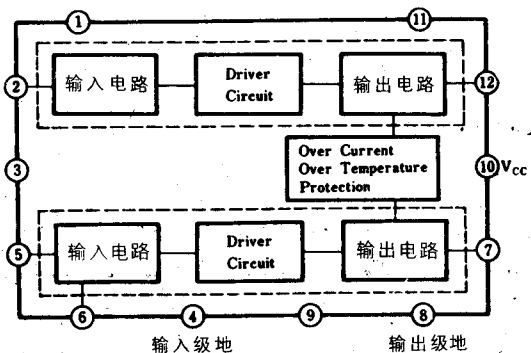 1 11
2 输入电路 Driver Circuit 输出电路 12
3 Over Current
Over Temperature
Protection
10 Vcc
5 输入电路 Driver Circuit 输出电路 7
6 4 9 8
输入级地 输出级地